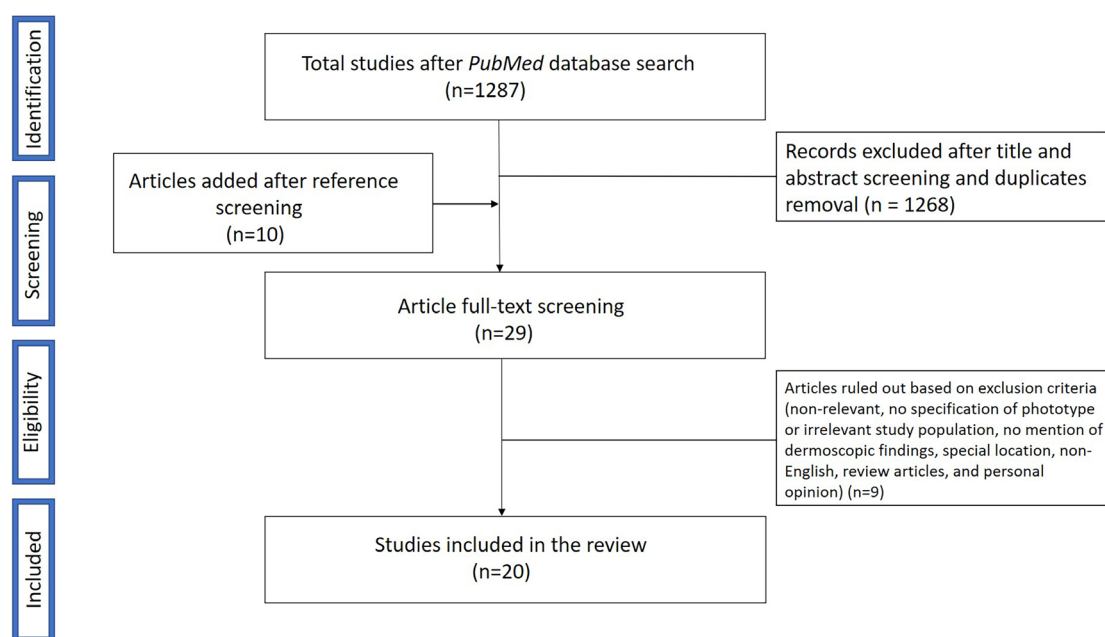 Identification
Total studies after PubMed database search
(n=1287)
Records excluded after title and
abstract screening and duplicates
removal (n = 1268)
Screening
Articles added after reference
screening
(n=10)
Article full-text screening
(n=29)
Eligibility
Articles ruled out based on exclusion criteria
(non-relevant, no specification of phototype
or irrelevant study population, no mention of
dermoscopic findings, special location, non-
English, review articles, and personal
opinion) (n=9)
Included
Studies included in the review
(n=20)